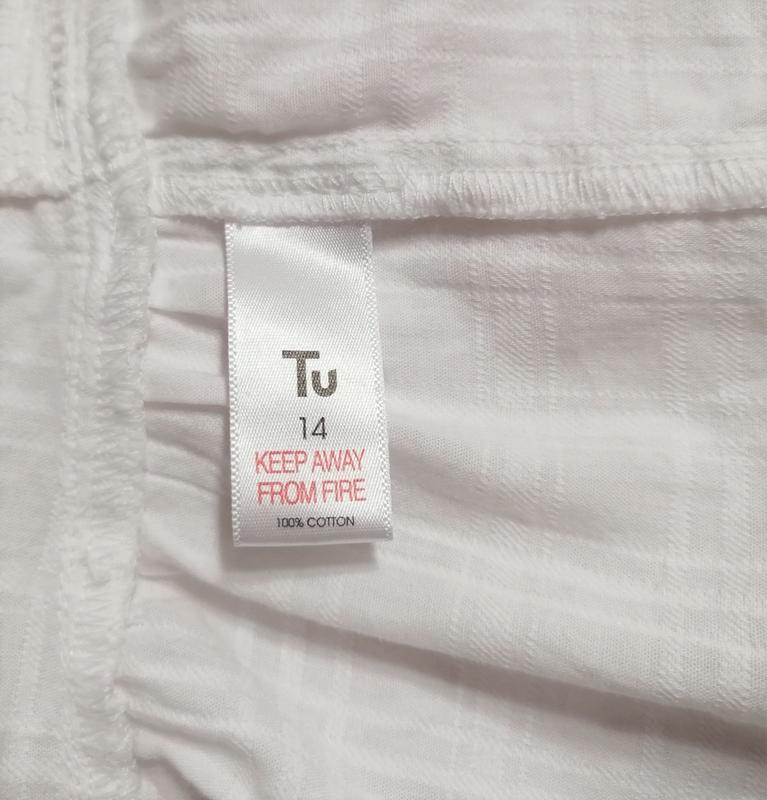 Tu
14
KEEP AWAY
FROM FIRE
100% COTTON